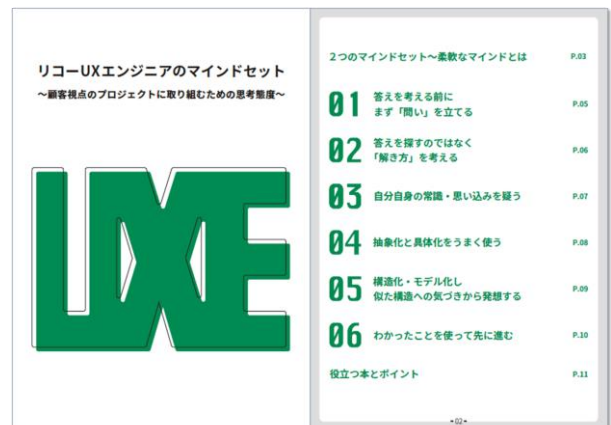 リコーUXエンジニアのマインドセット
～顧客視点のプロジェクトに取り組むための思考態度～
UXE
2つのマインドセット～柔軟なマインドとは P.03
01 答えを考える前に
まず「問い」を立てる P.05
02 答えを探すのではなく
「解き方」を考える P.06
03 自分自身の常識・思い込みを疑う P.07
04 抽象化と具体化をうまく使う P.08
05 構造化・モデル化し
似た構造への気づきから発想する P.09
06 わかったことを使って先に進む P.10
役立つ本とポイント P.11
02